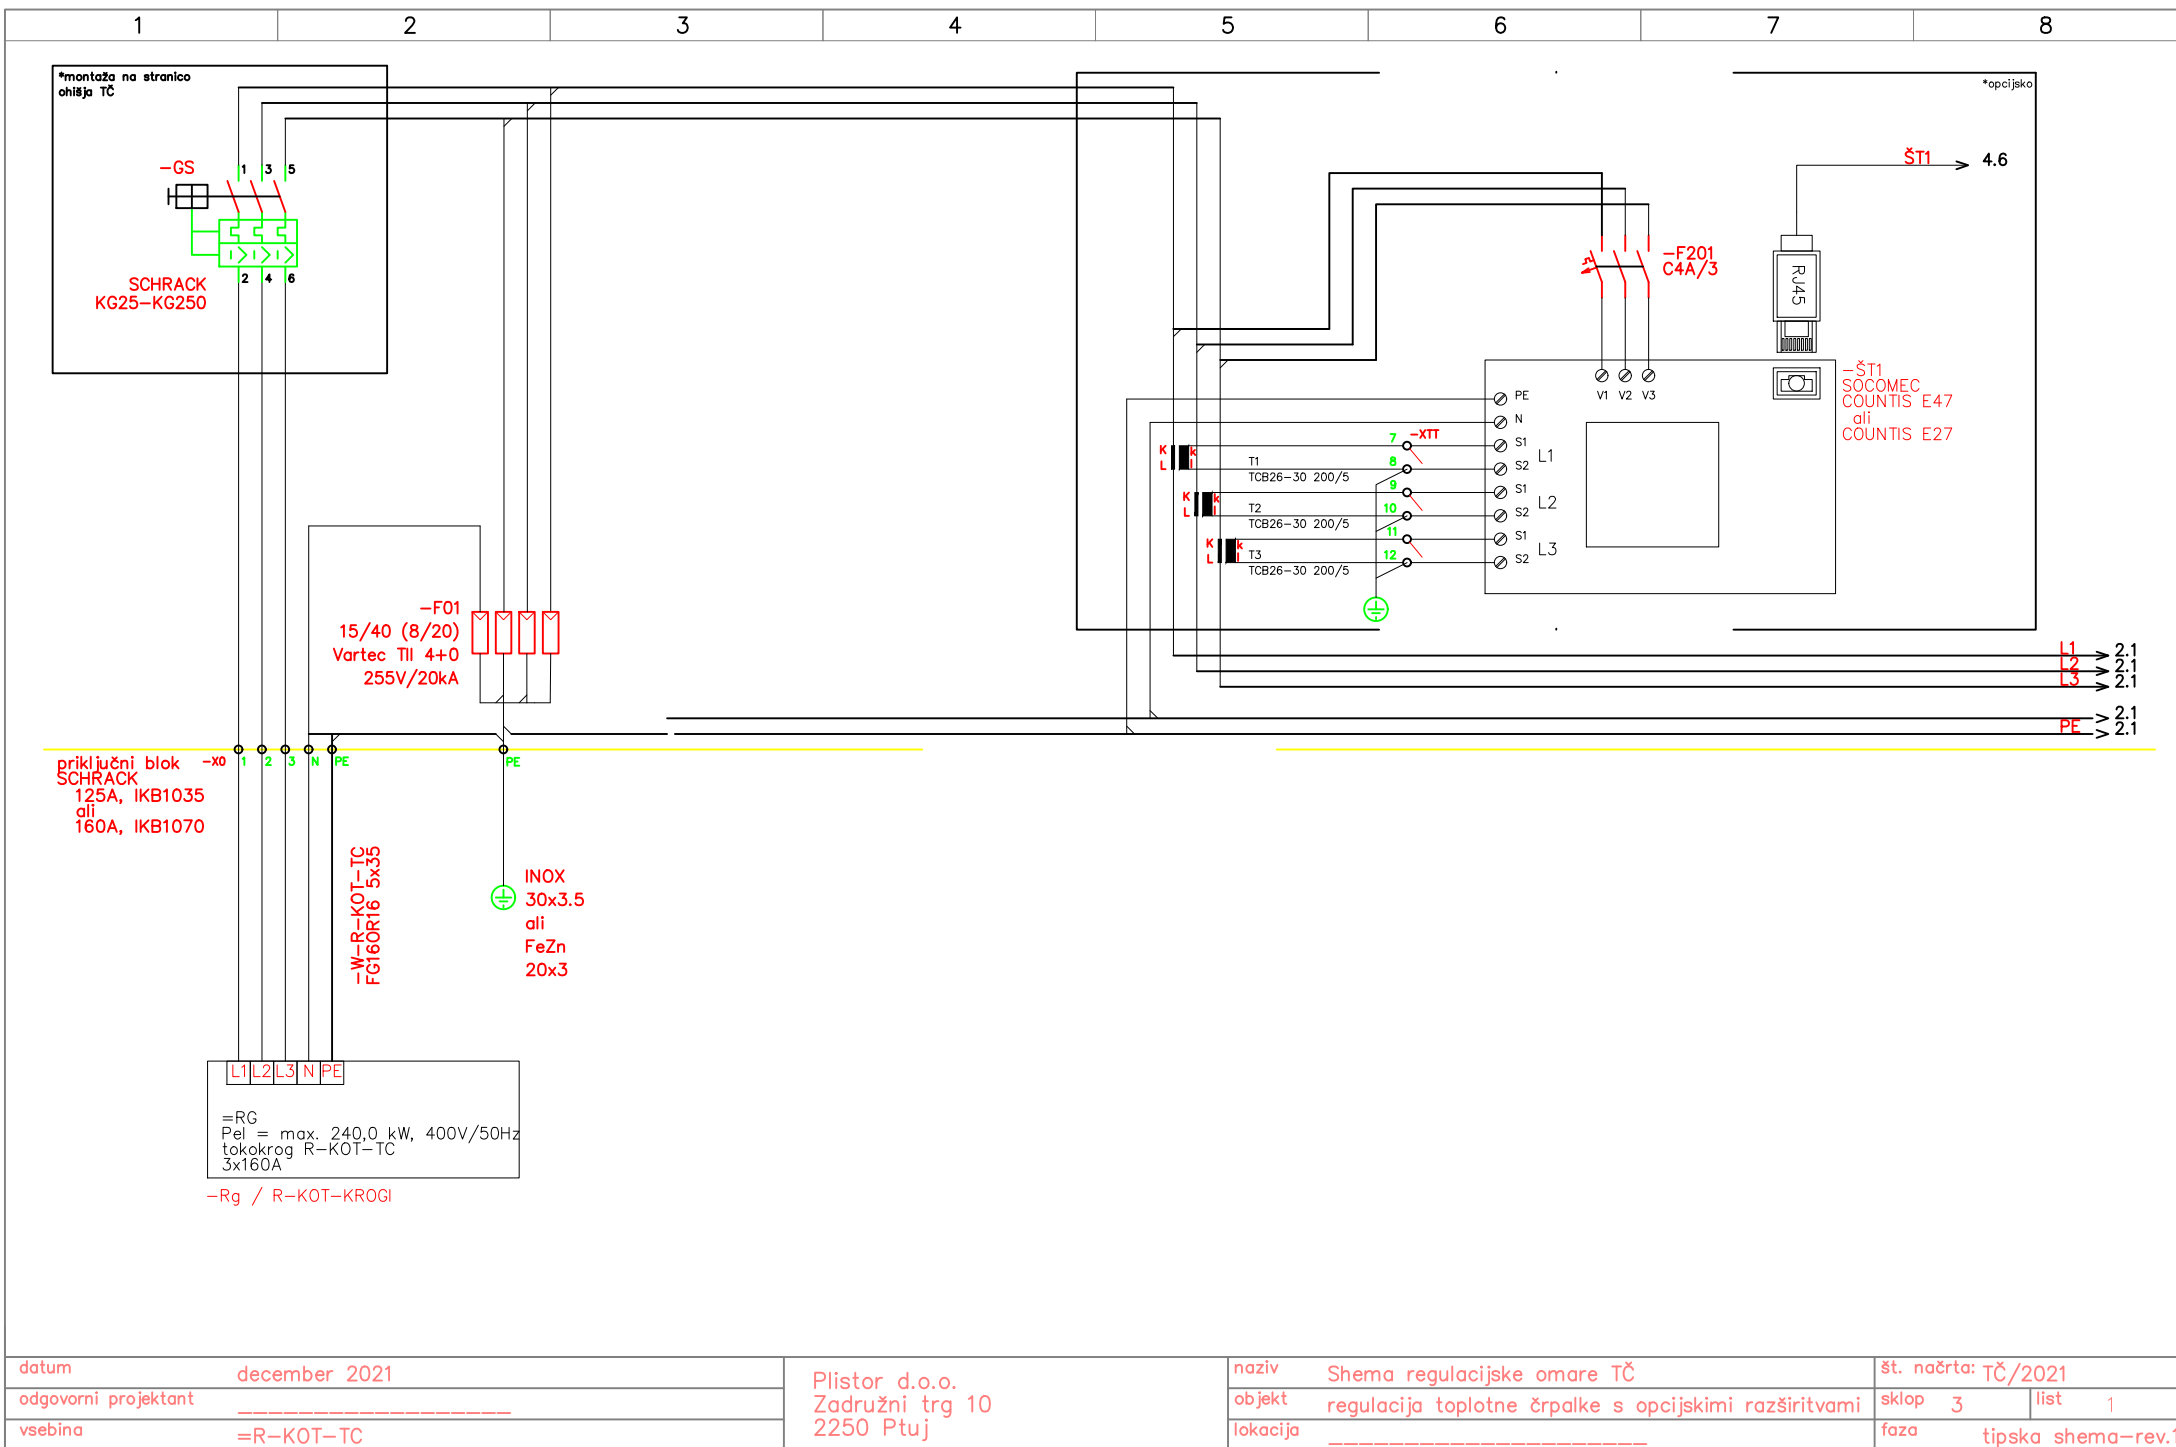 1 2 3 4 5 6 7 8
*montaža na stranico
ohišja TČ
-GS
1 3 5
2 4 6
SCHRACK
KG25-KG250
*opcijsko
ŠT1 4.6
-F201
C4A/3
RJ45
-ŠT1
SOCOMEC
COUNTIS E47
ali
COUNTIS E27
V1 V2 V3
PE
N
S1
L1
S2
S1
L2
S2
S1
L3
S2
-XTT
7
8
9
10
11
12
K k
L l
T1
TCB26-30 200/5
K k
L l
T2
TCB26-30 200/5
K k
L l
T3
TCB26-30 200/5
-F01
15/40 (8/20)
Vartec TII 4+0
255V/20kA
L1 2.1
L2 2.1
L3 2.1
2.1
PE 2.1
priključni blok
SCHRACK
125A, IKB1035
ali
160A, IKB1070
-X0 1 2 3 N PE
PE
-W-R-KOT-TC
FG16OR16 5x35
INOX
30x3.5
ali
FeZn
20x3
L1 L2 L3 N PE
=RG
Pel = max. 240,0 kW, 400V/50Hz
tokokrog R-KOT-TC
3x160A
-Rg / R-KOT-KROGI
datum december 2021
odgovorni projektant __________________
vsebina =R-KOT-TC
Plistor d.o.o.
Zadružni trg 10
2250 Ptuj
naziv Shema regulacijske omare TČ
objekt regulacija toplotne črpalke s opcijskimi razširitvami
lokacija _____________________
št. načrta: TČ/2021
sklop 3 list 1
faza tipska shema-rev.1